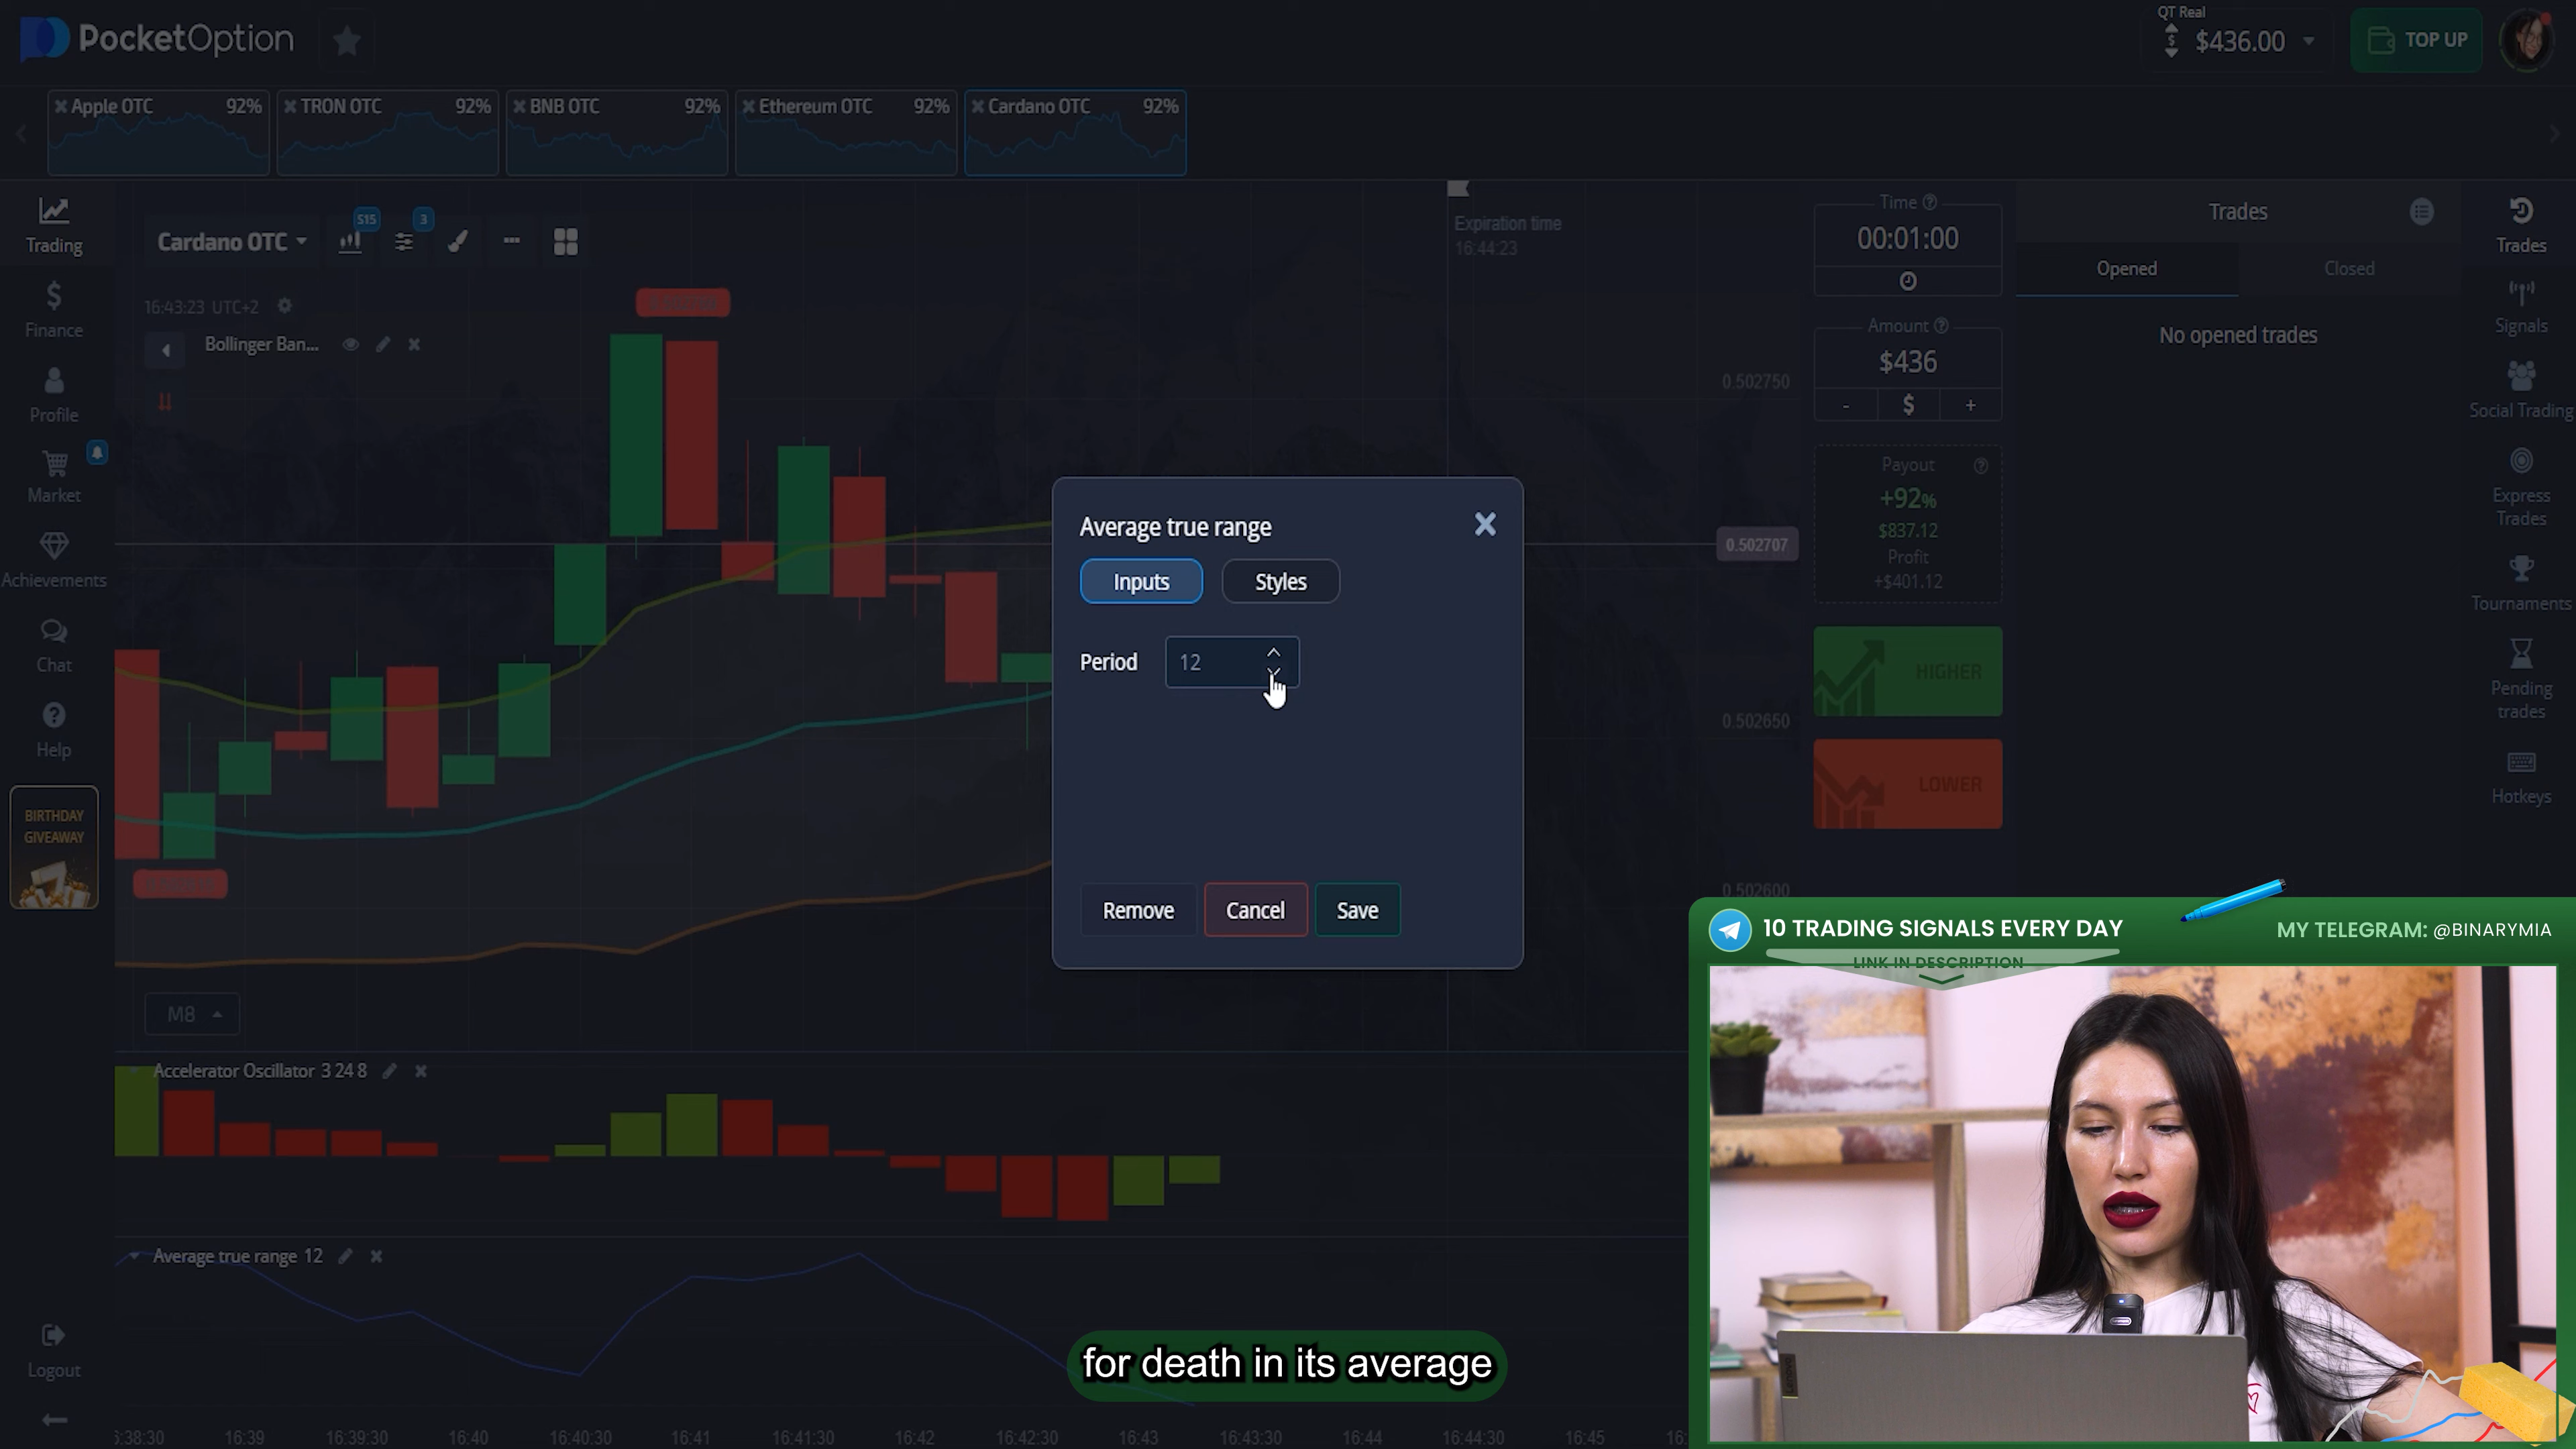 PocketOption
QT Real
$436.00
TOP UP
Apple OTC 92%
TRON OTC 92%
BNB OTC 92%
Ethereum OTC 92%
Cardano OTC 92%
Trading
Finance
Profile
Market
Achievements
Chat
Help
BIRTHDAY
GIVEAWAY
Logout
Cardano OTC
S15
3
16:43:23 UTC+2
Bollinger Ban...
Expiration time
16:44:23
0.502750
0.502707
0.502650
0.502600
Average true range
Inputs
Styles
Period 12
Remove
Cancel
Save
M8
Accelerator Oscillator 3 24 8
Average true range 12
for death in its average
16:39
16:39:30
16:40
16:40:30
16:41
16:41:30
16:42
16:42:30
16:43
16:43:30
16:44
16:44:30
16:45
Time
00:01:00
Amount
$436
- $ +
Payout
+92%
$837.12
Profit
+$401.12
HIGHER
LOWER
Trades
Opened
Closed
No opened trades
Trades
Signals
Social Trading
Express
Trades
Tournaments
Pending
trades
Hotkeys
10 TRADING SIGNALS EVERY DAY
LINK IN DESCRIPTION
MY TELEGRAM: @BINARYMIA